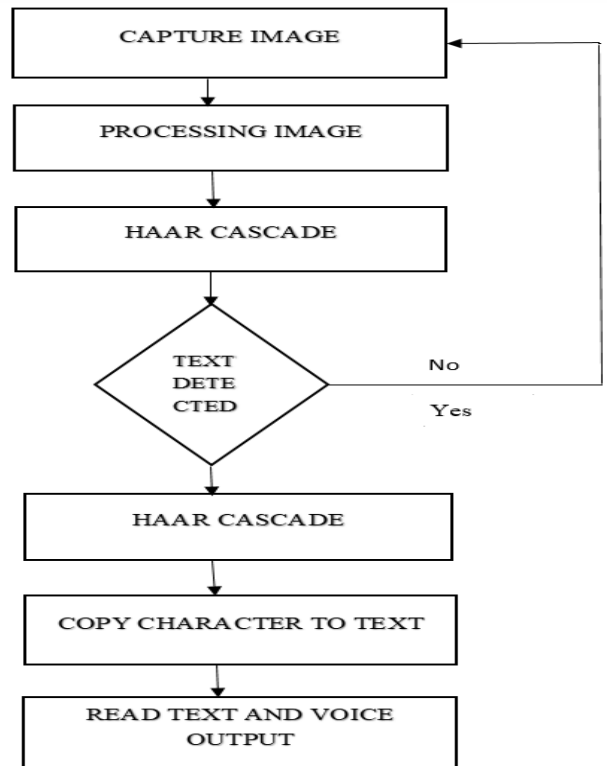 CAPTURE IMAGE
PROCESSING IMAGE
HAAR CASCADE
TEXT
DETE
CTED
No
Yes
HAAR CASCADE
COPY CHARACTER TO TEXT
READ TEXT AND VOICE
OUTPUT